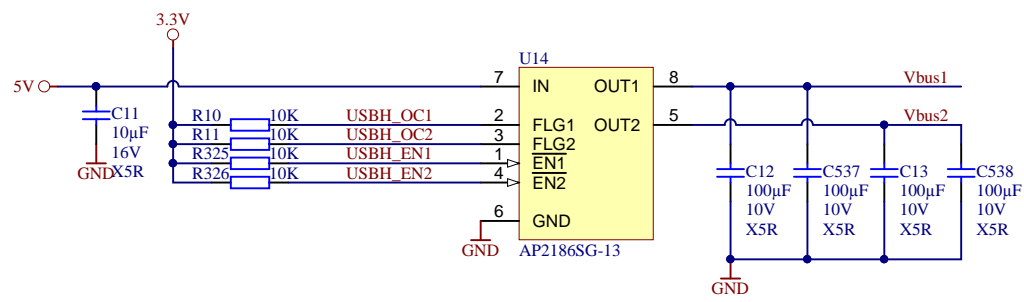 3.3V
U14
5V
7
IN
OUT1
8
Vbus1
C11
10µF
16V
X5R
GND
R10
10K
USBH_OC1
2
FLG1
OUT2
5
Vbus2
R11
10K
USBH_OC2
3
FLG2
R325
10K
USBH_EN1
1
EN1
R326
10K
USBH_EN2
4
EN2
6
GND
GND
AP2186SG-13
C12
100µF
10V
X5R
C537
100µF
10V
X5R
C13
100µF
10V
X5R
C538
100µF
10V
X5R
GND